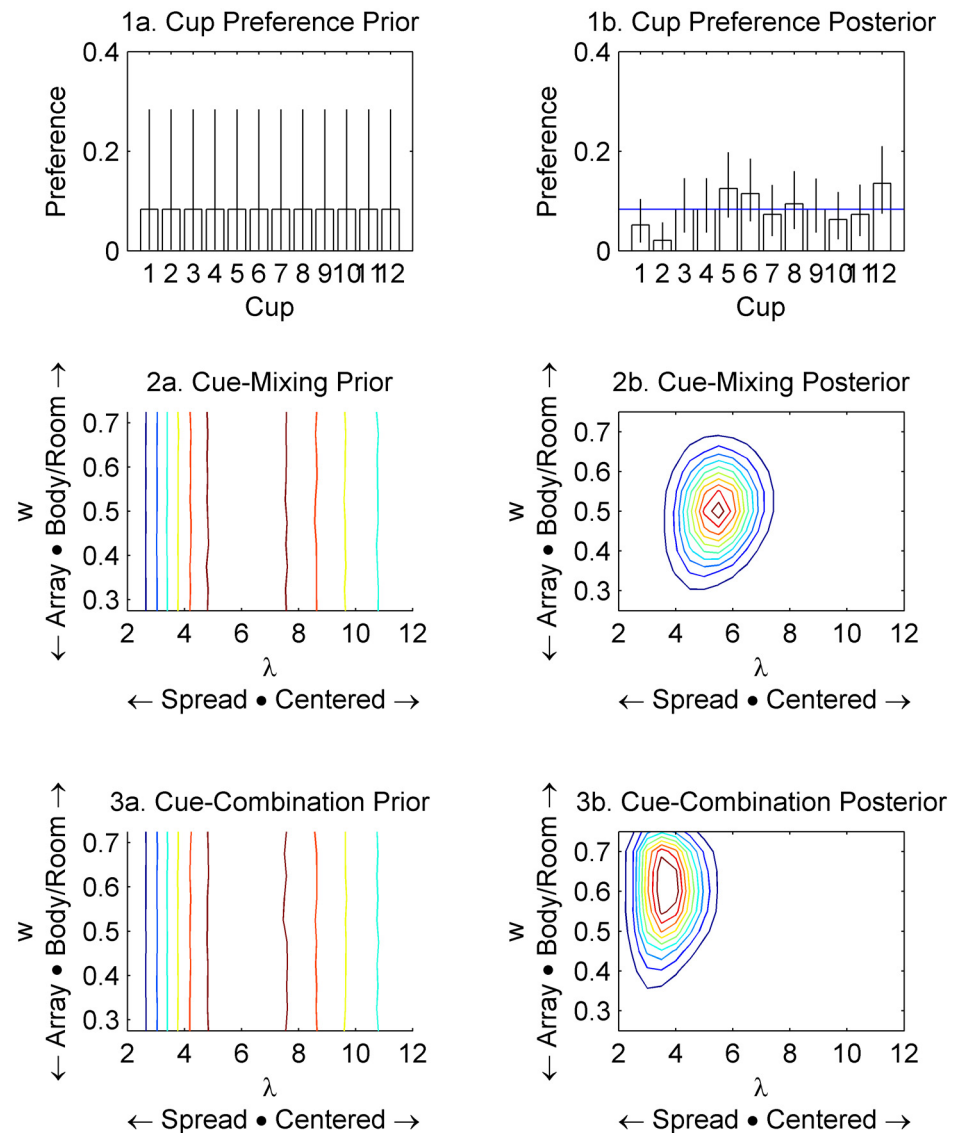 1a. Cup Preference Prior
Preference
0.4
0.2
0
1 2 3 4 5 6 7 8 9 10 11 12
Cup
1b. Cup Preference Posterior
Preference
0.4
0.2
0
1 2 3 4 5 6 7 8 9 10 11 12
Cup
2a. Cue-Mixing Prior
w
← Array • Body/Room →
0.7
0.6
0.5
0.4
0.3
2 4 6 8 10 12
λ
← Spread • Centered →
2b. Cue-Mixing Posterior
w
← Array • Body/Room →
0.7
0.6
0.5
0.4
0.3
2 4 6 8 10 12
λ
← Spread • Centered →
3a. Cue-Combination Prior
w
← Array • Body/Room →
0.7
0.6
0.5
0.4
0.3
2 4 6 8 10 12
λ
← Spread • Centered →
3b. Cue-Combination Posterior
w
← Array • Body/Room →
0.7
0.6
0.5
0.4
0.3
2 4 6 8 10 12
λ
← Spread • Centered →